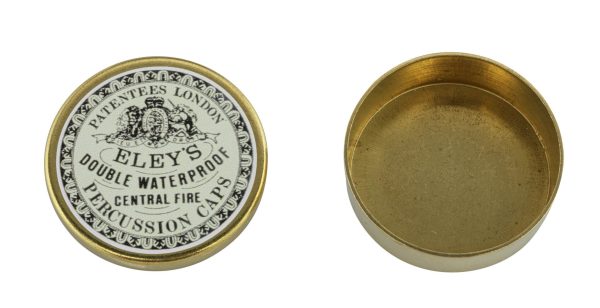 PATENTEES LONDON
ELEY'S
DOUBLE WATERPROOF
CENTRAL FIRE
PERCUSSION CAPS